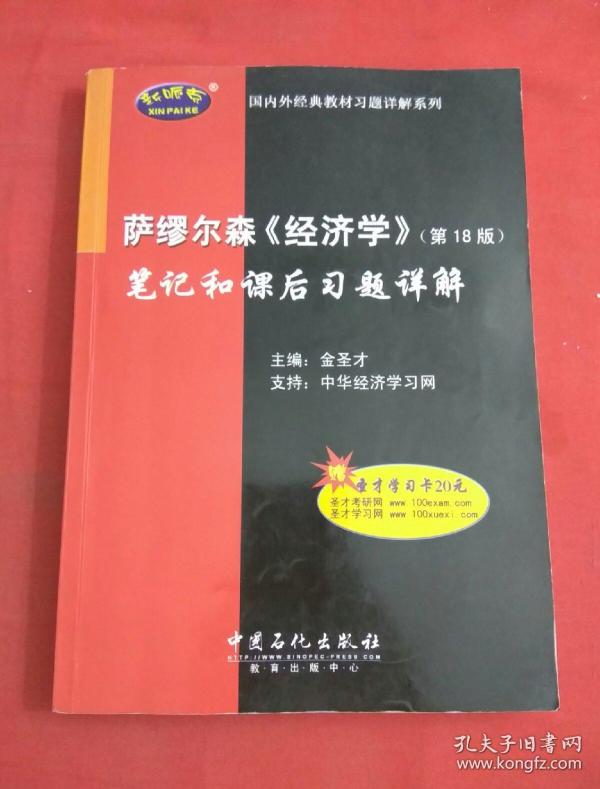 新派克®
XIN PAI KE
国内外经典教材习题详解系列
萨缪尔森《经济学》（第18版）
笔记和课后习题详解
主编：金圣才
支持：中华经济学习网
赠
圣才学习卡20元
圣才考研网 www.100exam.com
圣才学习网 www.100xuexi.com
中国石化出版社
HTTP://WWW.SINOPEC-PRESS.COM
教·育·出·版·中·心
孔夫子旧书网
www.kongfz.com